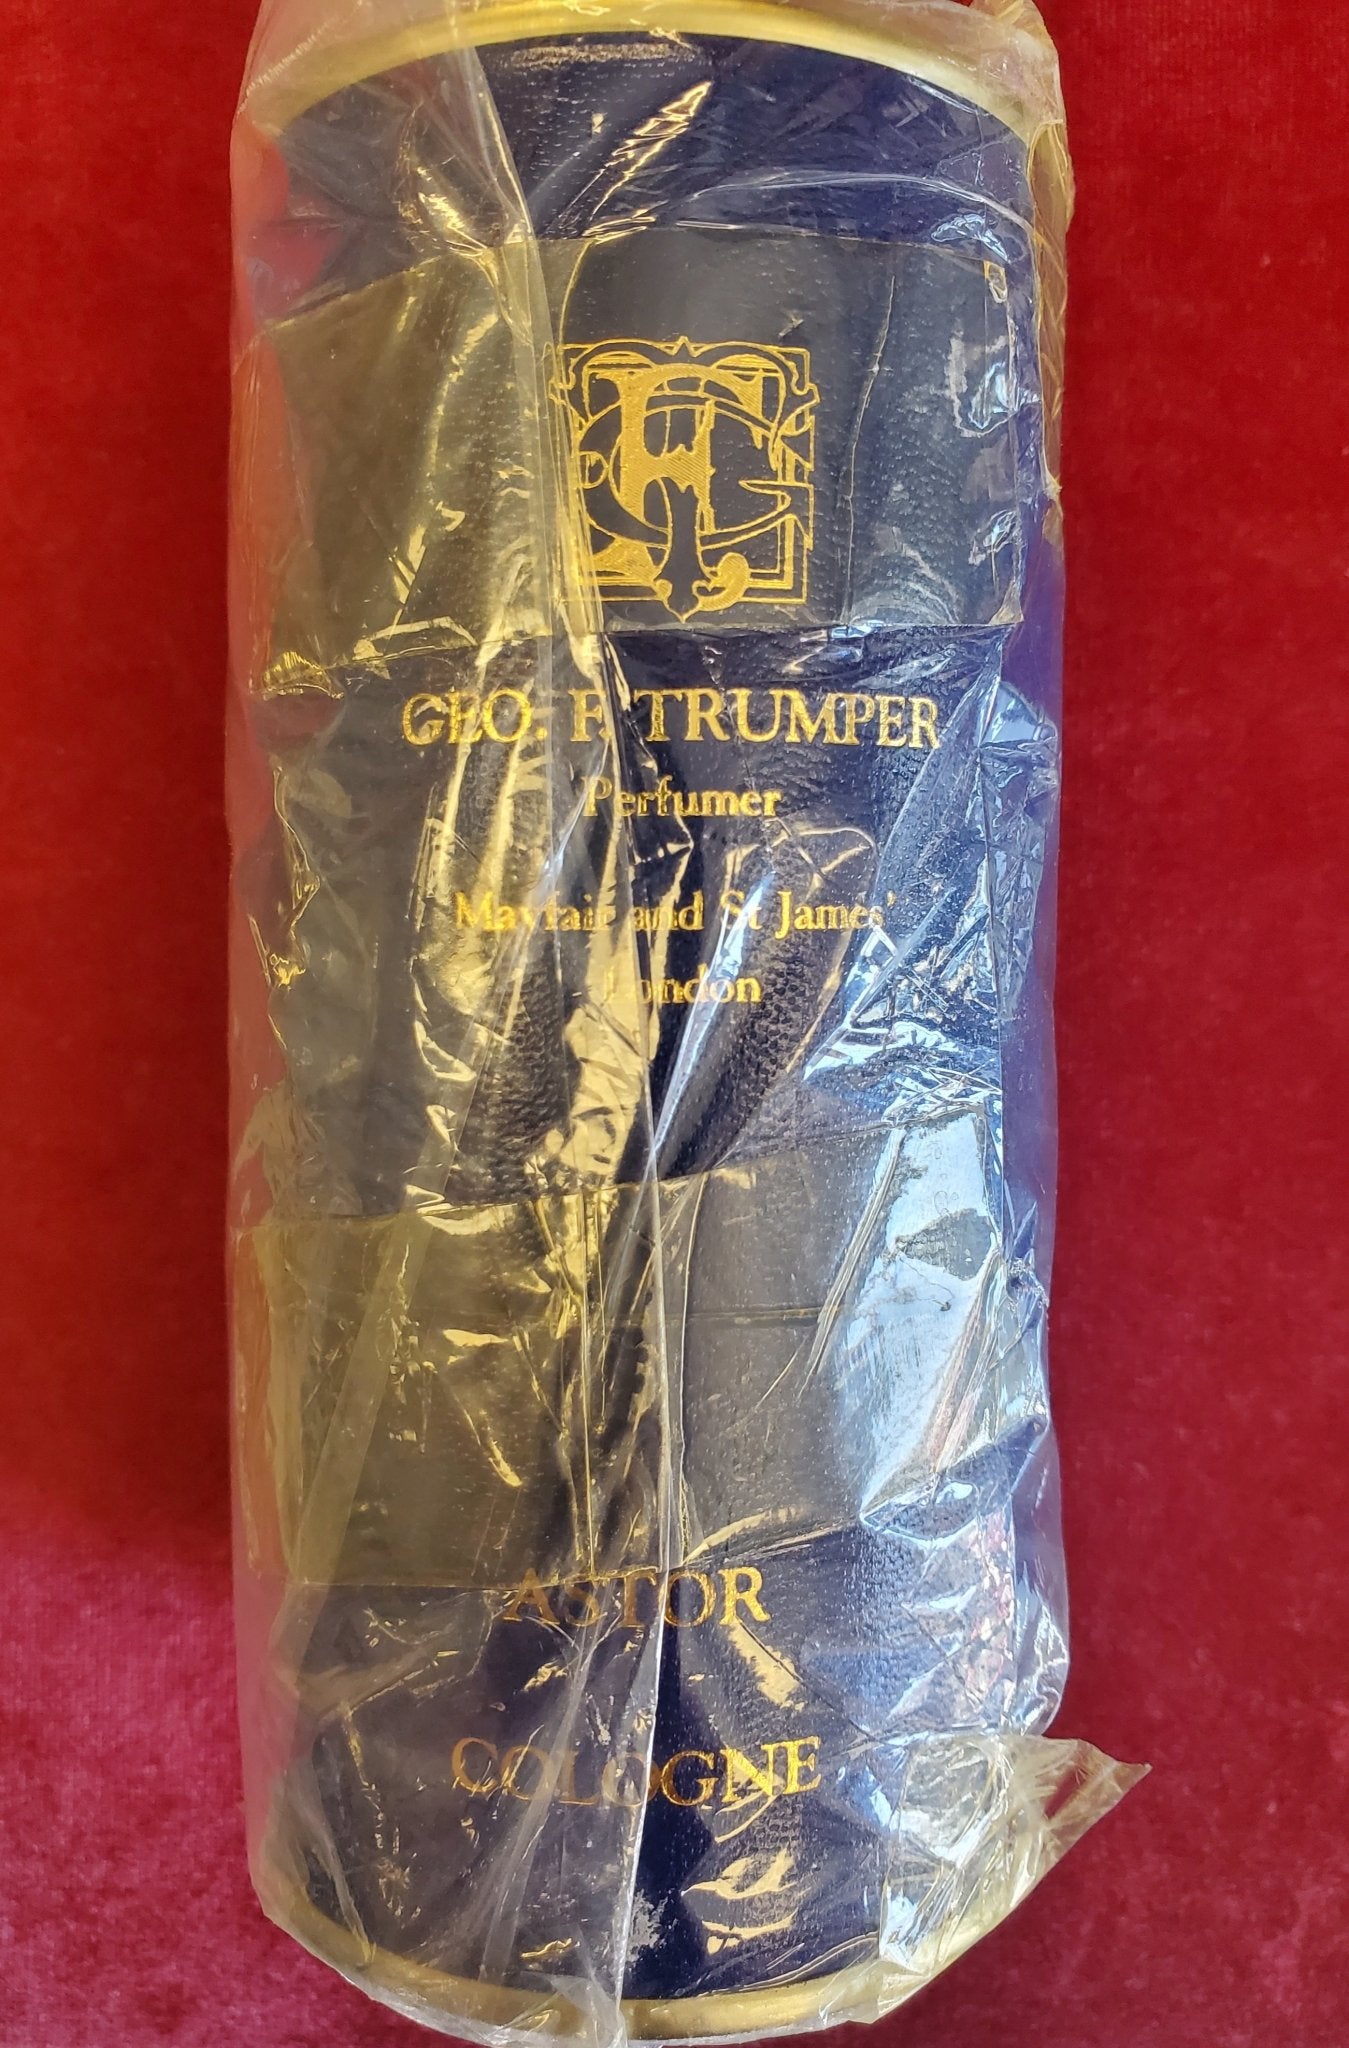 GEO. F. TRUMPER
Perfumer
Mayfair and St James'
London
ASTOR
COLOGNE